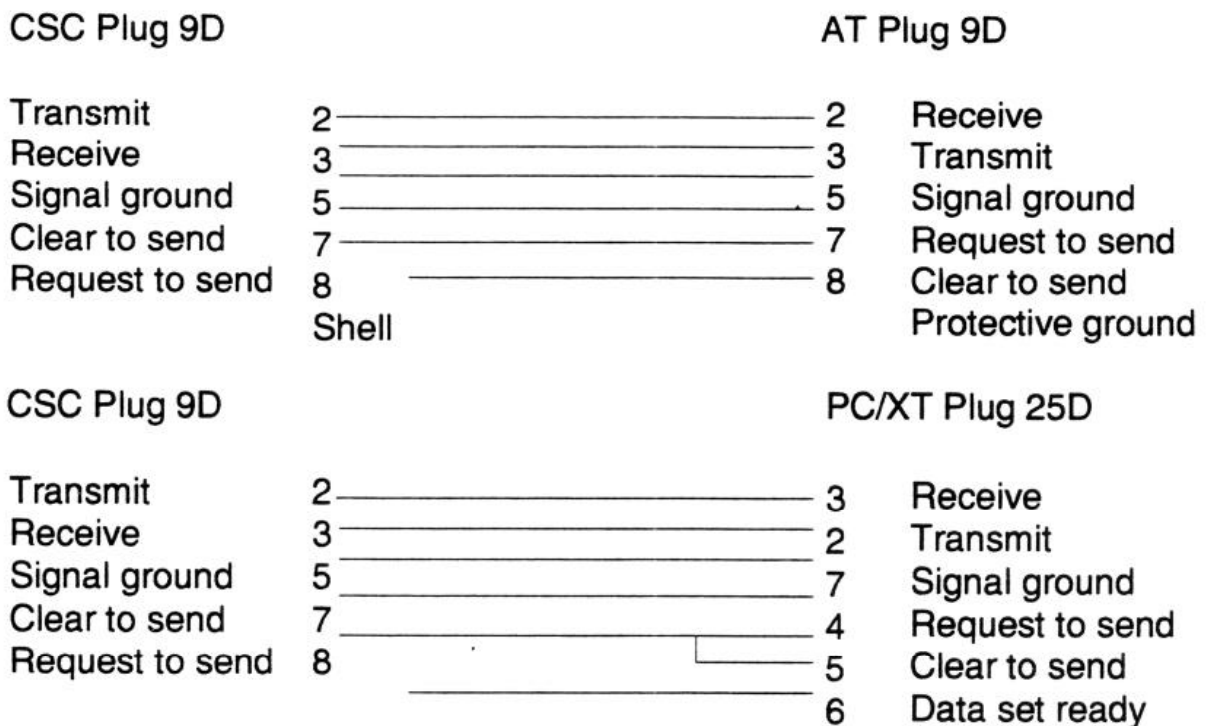 CSC Plug 9D AT Plug 9D
Transmit 2 2 Receive
Receive 3 3 Transmit
Signal ground 5 5 Signal ground
Clear to send 7 7 Request to send
Request to send 8 8 Clear to send
Shell Protective ground
CSC Plug 9D PC/XT Plug 25D
Transmit 2 3 Receive
Receive 3 2 Transmit
Signal ground 5 7 Signal ground
Clear to send 7 4 Request to send
Request to send 8 5 Clear to send
6 Data set ready